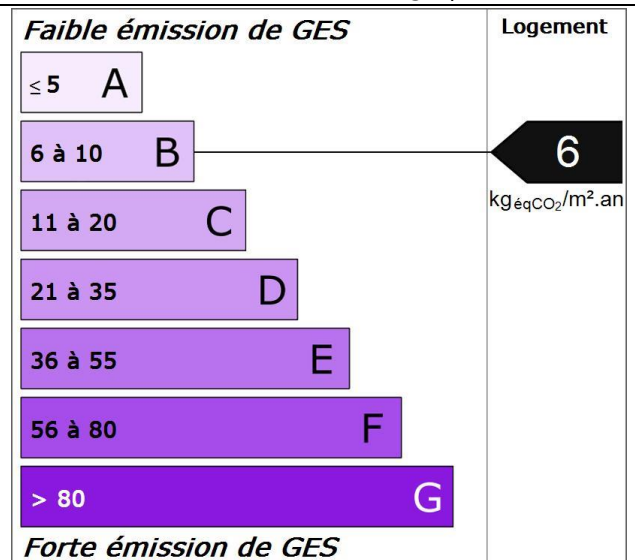 Faible émission de GES
Logement
≤ 5 A
6 à 10 B
6
kgéqCO₂/m².an
11 à 20 C
21 à 35 D
36 à 55 E
56 à 80 F
> 80 G
Forte émission de GES